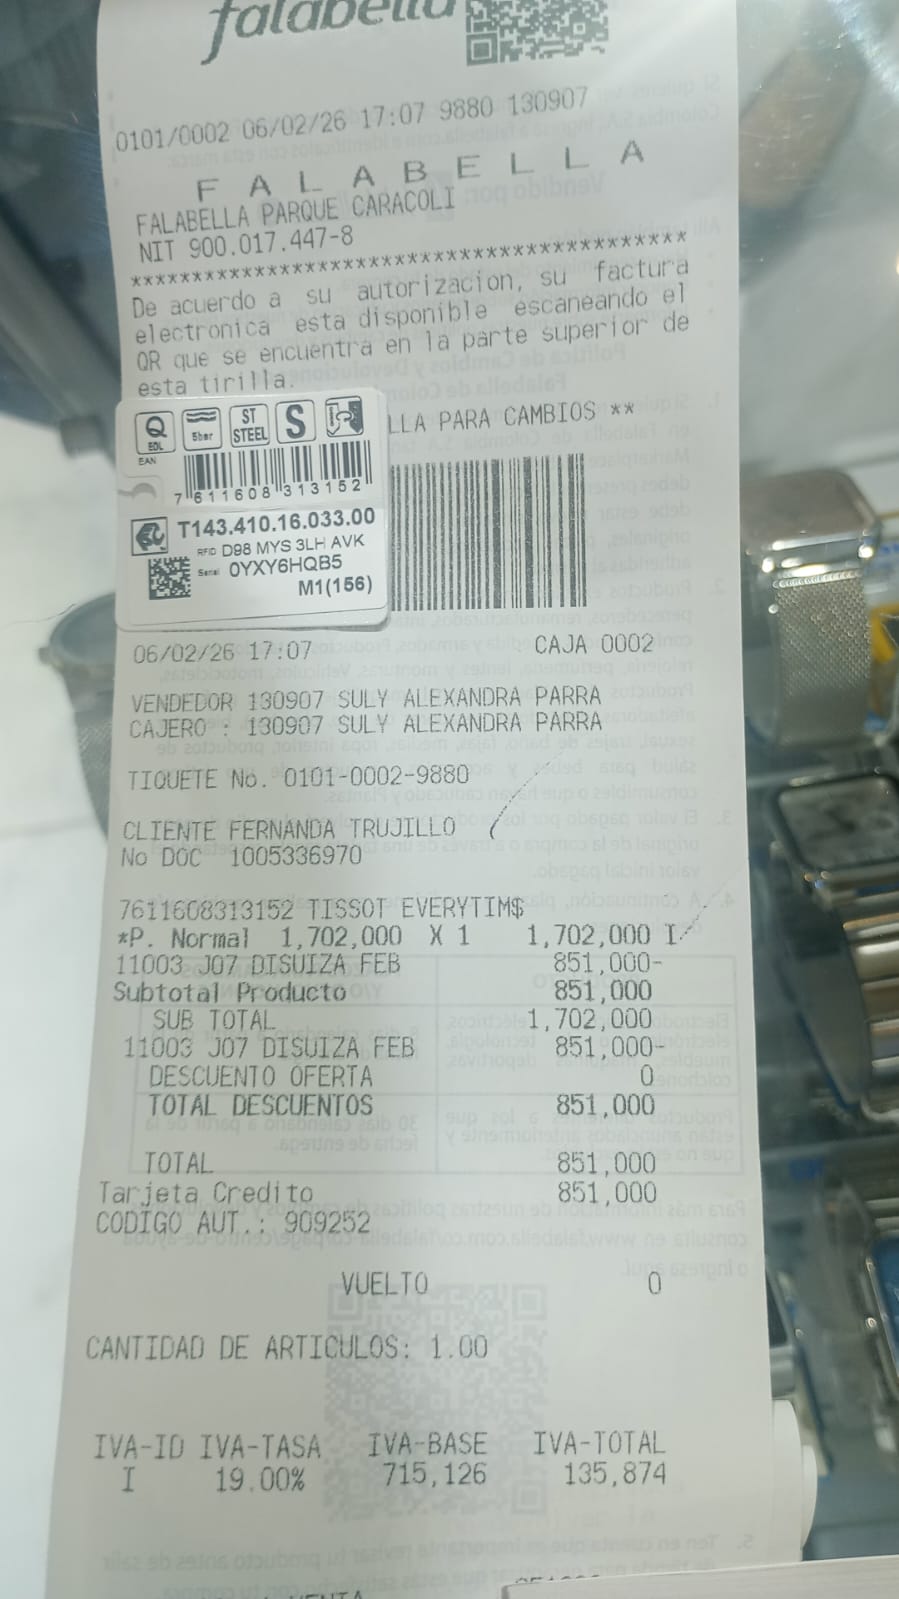 falabella
0101/0002 06/02/26 17:07 9880 130907
F A L A B E L L A
FALABELLA PARQUE CARACOLI
NIT 900.017.447-8
*********************************************
De acuerdo a su autorizacion, su factura
electronica esta disponible escaneando el
QR que se encuentra en la parte superior de
esta tirilla.
LLA PARA CAMBIOS **
Q EOL
5bar
ST STEEL
S
EAN
7 611608 313152
T143.410.16.033.00
RFID D98 MYS 3LH AVK
Serial 0YXY6HQB5
M1(156)
06/02/26 17:07 CAJA 0002
VENDEDOR 130907 SULY ALEXANDRA PARRA
CAJERO : 130907 SULY ALEXANDRA PARRA
TIQUETE No. 0101-0002-9880
CLIENTE FERNANDA TRUJILLO
No DOC 1005336970
7611608313152 TISSOT EVERYTIM$
*P. Normal 1,702,000 X 1 1,702,000 I
11003 J07 DISUIZA FEB 851,000-
Subtotal Producto 851,000
SUB TOTAL 1,702,000
11003 J07 DISUIZA FEB 851,000-
DESCUENTO OFERTA 0
TOTAL DESCUENTOS 851,000
TOTAL 851,000
Tarjeta Credito 851,000
CODIGO AUT.: 909252
VUELTO 0
CANTIDAD DE ARTICULOS: 1.00
IVA-ID IVA-TASA IVA-BASE IVA-TOTAL
I 19.00% 715,126 135,874